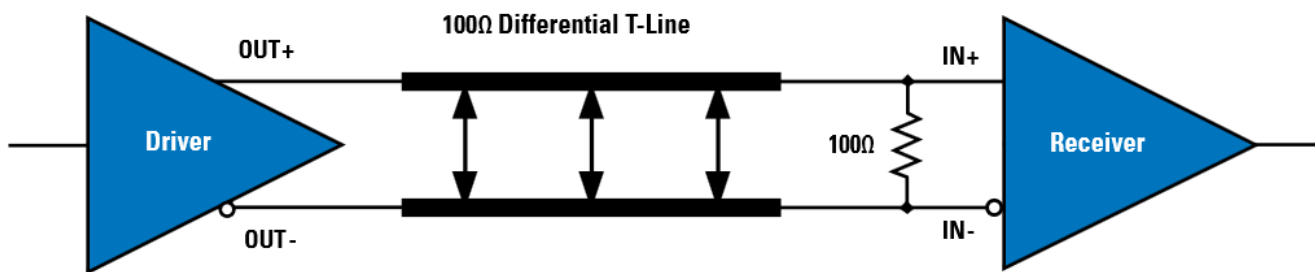 100Ω Differential T-Line
OUT+
IN+
Driver
100Ω
Receiver
OUT-
IN-